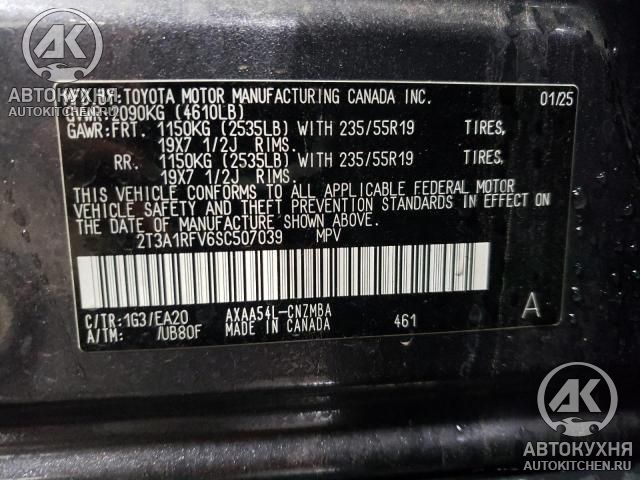 AK
АВТОКУХНЯ
AUTOKITCHEN.RU
TOYOTA MOTOR MANUFACTURING CANADA INC. 01/25
2090KG (4610LB)
GAWR: FRT. 1150KG (2535LB) WITH 235/55R19 TIRES,
19X7 1/2J RIMS.
RR. 1150KG (2535LB) WITH 235/55R19 TIRES,
19X7 1/2J RIMS.
THIS VEHICLE CONFORMS TO ALL APPLICABLE FEDERAL MOTOR
VEHICLE SAFETY AND THEFT PREVENTION STANDARDS IN EFFECT ON
THE DATE OF MANUFACTURE SHOWN ABOVE.
2T3A1RFV6SC507039 MPV
C/TR:1G3/EA20 AXAA54L-CNZMBA
A/TM: /UB80F MADE IN CANADA 461 A
AK
АВТОКУХНЯ
AUTOKITCHEN.RU